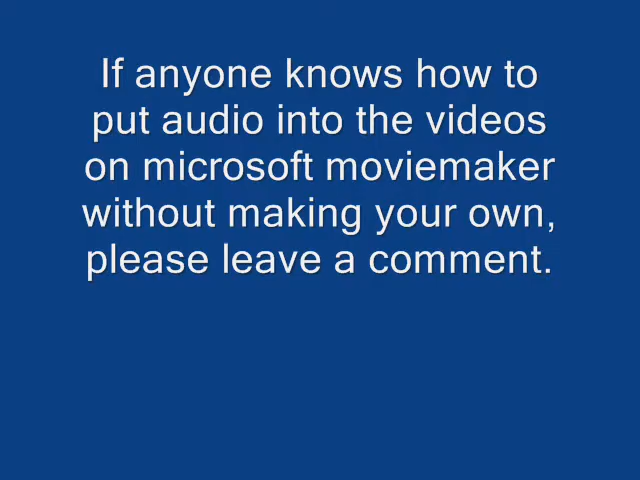 If anyone knows how to
put audio into the videos
on microsoft moviemaker
without making your own,
please leave a comment.